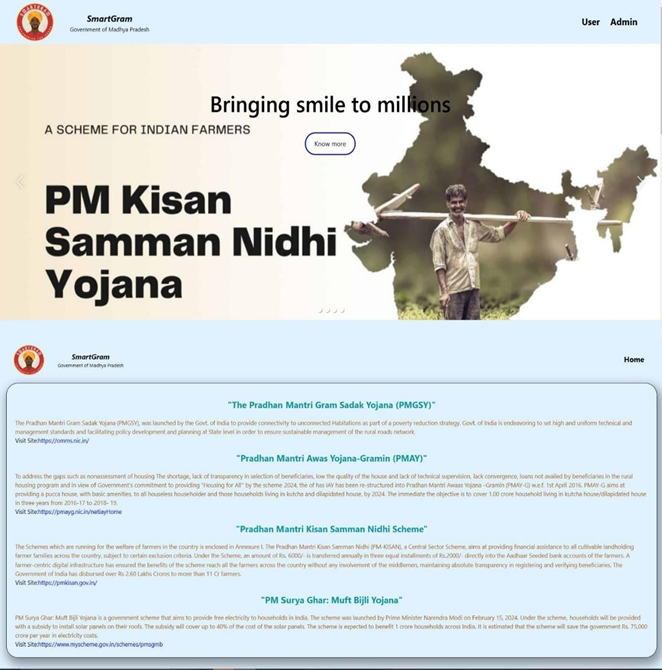 SmartGram
Government of Madhya Pradesh
User Admin
Bringing smile to millions
A SCHEME FOR INDIAN FARMERS
Know more
PM Kisan
Samman Nidhi
Yojana
SmartGram
Government of Madhya Pradesh
Home
"The Pradhan Mantri Gram Sadak Yojana (PMGSY)"
The Pradhan Mantri Gram Sadak Yojana (PMGSY), was launched by the Govt. of India to provide connectivity to unconnected Habitations as part of a poverty reduction strategy. Govt. of India is endeavoring to set high and uniform technical and
management standards and facilitating policy development and planning at State level in order to ensure sustainable management of the rural roads network.
Visit Site:https://omms.nic.in/
"Pradhan Mantri Awas Yojana-Gramin (PMAY)"
To address the gaps such as nonassessment of housing The shortage, lack of transparency in selection of beneficiaries, low the quality of the house and lack of technical supervision, lack convergence, loans not availed by beneficiaries in the rural
housing program and in view of Government's commitment to providing "Housing for All" by the scheme 2024, the of has IAY has been re-structured into Pradhan Mantri Awaas Yojana -Gramin (PMAY-G) w.e.f. 1st April 2016. PMAY-G aims at
providing a pucca house, with basic amenities, to all houseless householder and those households living in kutcha and dilapidated house, by 2024. The immediate objective is to cover 1.00 crore household living in kutcha house/dilapidated house
in three years from 2016-17 to 2018- 19.
Visit Site:https://pmayg.nic.in/netiayHome
"Pradhan Mantri Kisan Samman Nidhi Scheme"
The Schemes which are running for the welfare of farmers in the country is enclosed in Annexure I. The Pradhan Mantri Kisan Samman Nidhi (PM-KISAN), a Central Sector Scheme, aims at providing financial assistance to all cultivable landholding
farmer families across the country, subject to certain exclusion criteria. Under the Scheme, an amount of Rs. 6000/- is transferred annually in three equal installments of Rs.2000/- directly into the Aadhaar Seeded bank accounts of the farmers. A
farmer-centric digital infrastructure has ensured the benefits of the scheme reach all the farmers across the country without any involvement of the middlemen, maintaining absolute transparency in registering and verifying beneficiaries. The
Government of India has disbursed over Rs 2.60 Lakhs Crores to more than 11 Cr farmers.
Visit Site:https://pmkisan.gov.in/
"PM Surya Ghar: Muft Bijli Yojana"
PM Surya Ghar: Muft Bijli Yojana is a government scheme that aims to provide free electricity to households in India. The scheme was launched by Prime Minister Narendra Modi on February 15, 2024. Under the scheme, households will be provided
with a subsidy to install solar panels on their roofs. The subsidy will cover up to 40% of the cost of the solar panels. The scheme is expected to benefit 1 crore households across India. It is estimated that the scheme will save the government Rs. 75,000
crore per year in electricity costs.
Visit Site:https://www.myscheme.gov.in/schemes/pmsgmb